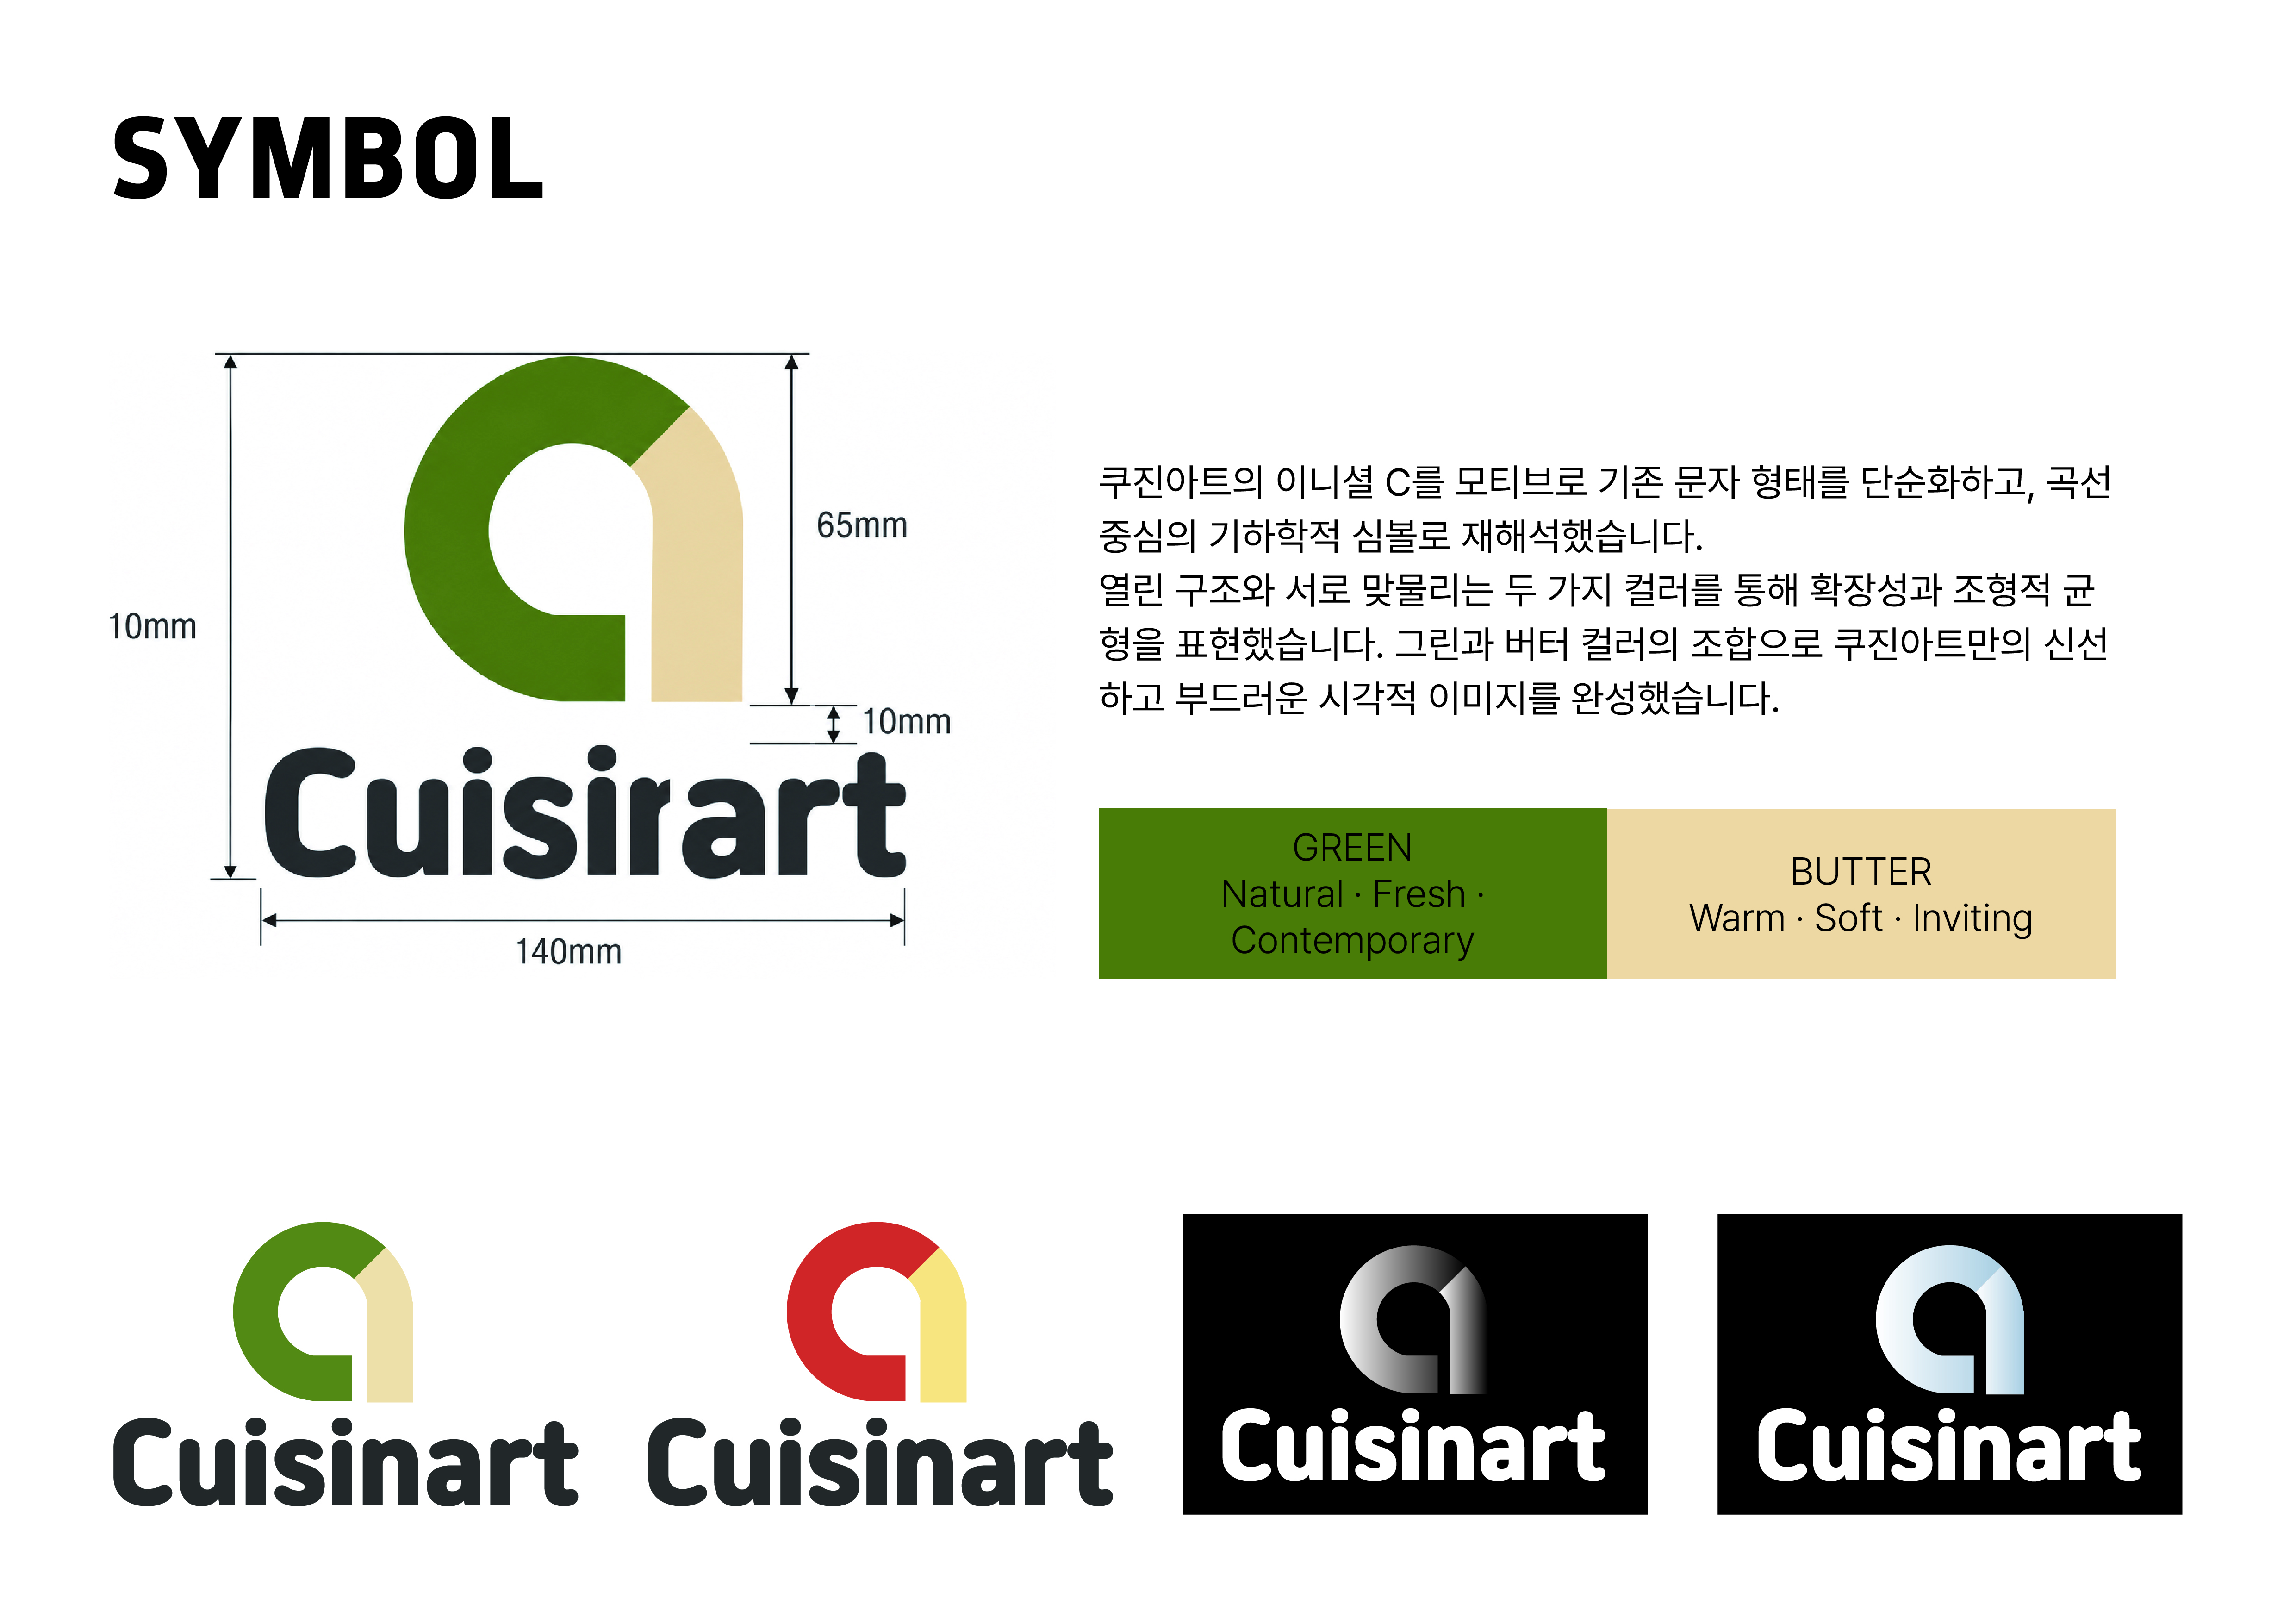 SYMBOL
65mm
10mm
10mm
Cuisirart
140mm
쿠진아트의 이니셜 C를 모티브로 기존 문자 형태를 단순화하고, 곡선
중심의 기하학적 심볼로 재해석했습니다.
열린 구조와 서로 맞물리는 두 가지 컬러를 통해 확장성과 조형적 균
형을 표현했습니다. 그린과 버터 컬러의 조합으로 쿠진아트만의 신선
하고 부드러운 시각적 이미지를 완성했습니다.
GREEN
Natural · Fresh ·
Contemporary
BUTTER
Warm · Soft · Inviting
Cuisinart
Cuisinart
Cuisinart
Cuisinart